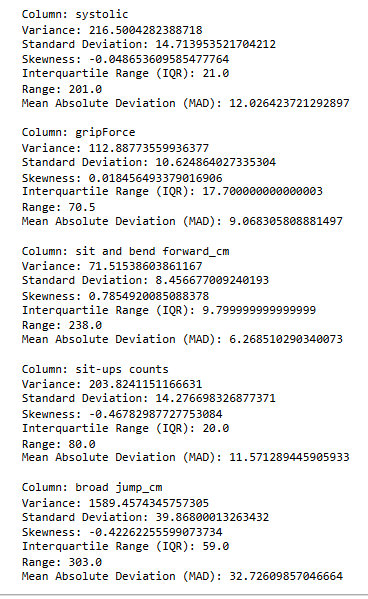 Column: systolic
Variance: 216.5004282388718
Standard Deviation: 14.713953521704212
Skewness: -0.048653609585477764
Interquartile Range (IQR): 21.0
Range: 201.0
Mean Absolute Deviation (MAD): 12.026423721292897
Column: gripForce
Variance: 112.88773559936377
Standard Deviation: 10.624864027335304
Skewness: 0.018456493379016906
Interquartile Range (IQR): 17.700000000000003
Range: 70.5
Mean Absolute Deviation (MAD): 9.068305808881497
Column: sit and bend forward_cm
Variance: 71.51538603861167
Standard Deviation: 8.456677009240193
Skewness: 0.7854920085088378
Interquartile Range (IQR): 9.799999999999999
Range: 238.0
Mean Absolute Deviation (MAD): 6.268510290340073
Column: sit-ups counts
Variance: 203.8241151166631
Standard Deviation: 14.276698326877371
Skewness: -0.46782987727753084
Interquartile Range (IQR): 20.0
Range: 80.0
Mean Absolute Deviation (MAD): 11.571289445905933
Column: broad jump_cm
Variance: 1589.4574345757305
Standard Deviation: 39.86800013263432
Skewness: -0.42262255599073734
Interquartile Range (IQR): 59.0
Range: 303.0
Mean Absolute Deviation (MAD): 32.72609857046664